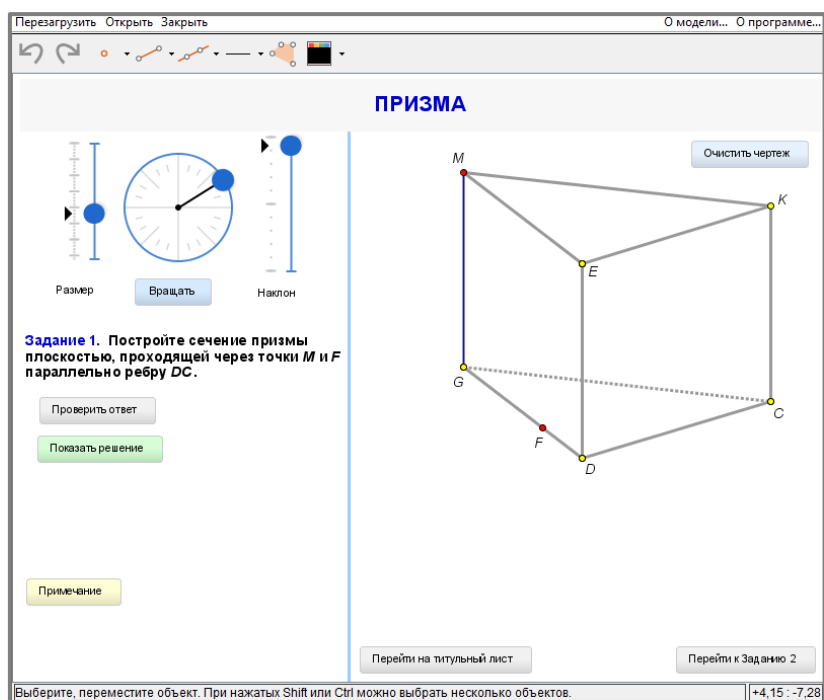 Перезагрузить Открыть Закрыть О модели... О программе...
ПРИЗМА
Очистить чертеж
Размер
Вращать
Наклон
Задание 1. Постройте сечение призмы
плоскостью, проходящей через точки M и F
параллельно ребру DC.
Проверить ответ
Показать решение
Примечание
M
K
E
G
C
F
D
Перейти на титульный лист
Перейти к Заданию 2
Выберите, переместите объект. При нажатых Shift или Ctrl можно выбрать несколько объектов. +4,15 : -7,28